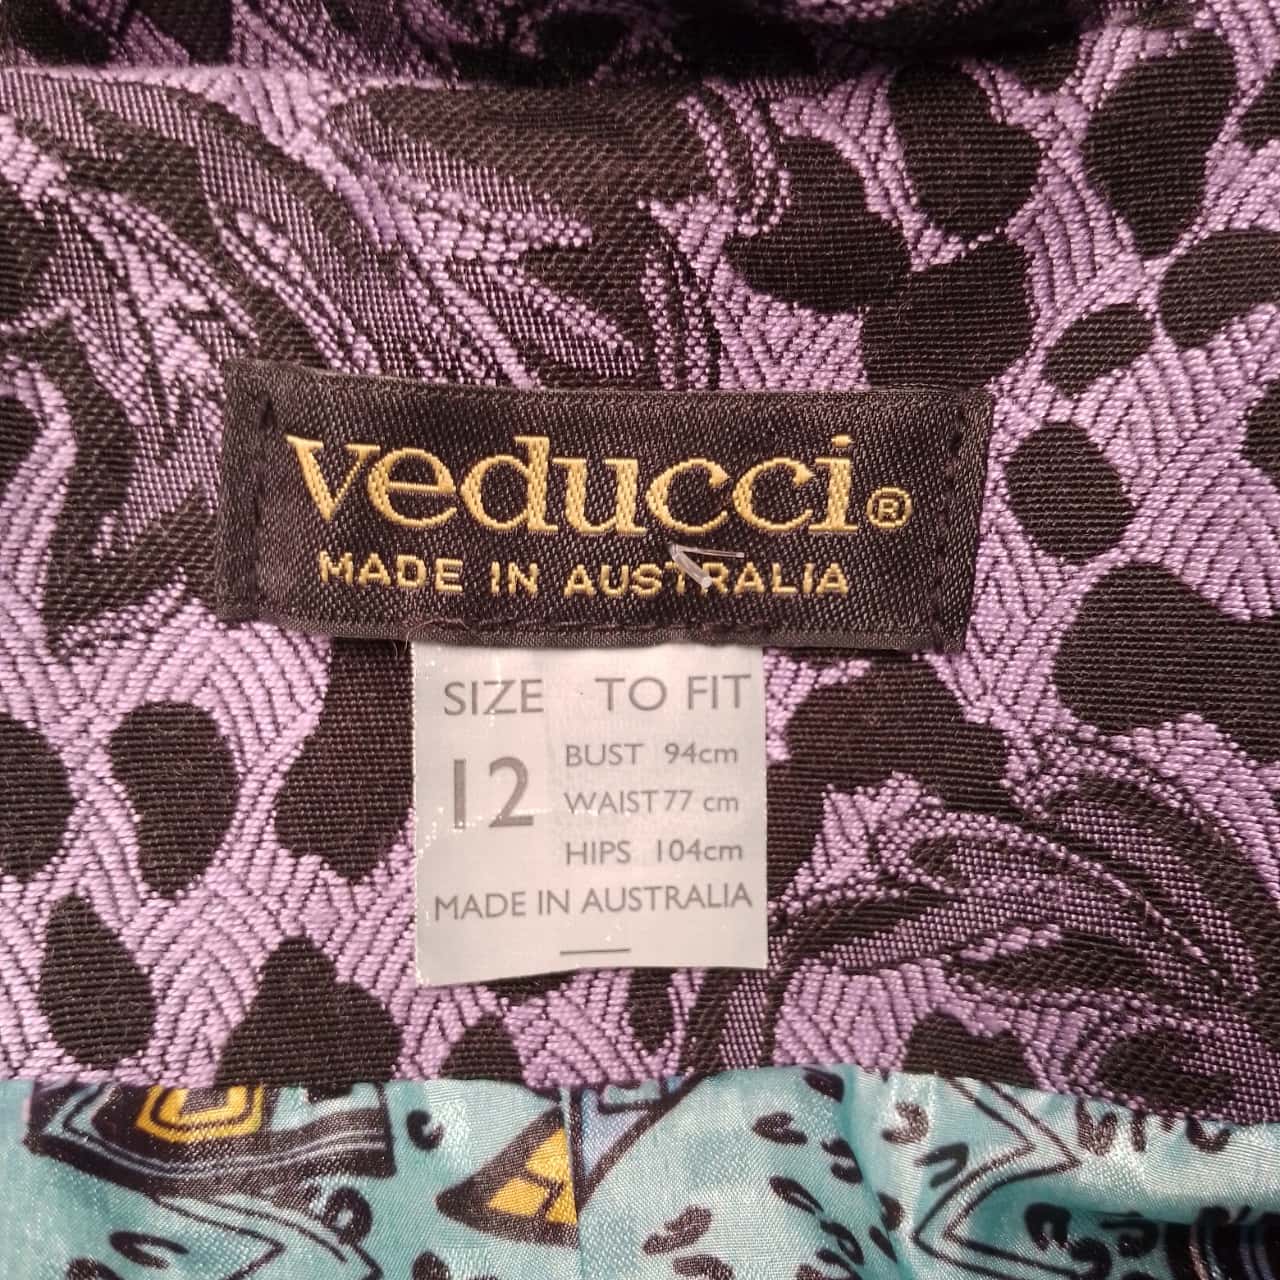 veducci®
MADE IN AUSTRALIA
SIZE TO FIT
12
BUST 94cm
WAIST 77 cm
HIPS 104cm
MADE IN AUSTRALIA